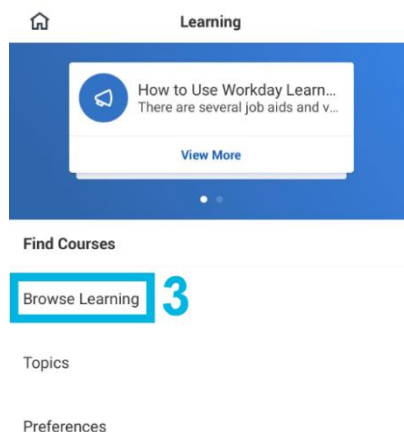 Learning
How to Use Workday Learn...
There are several job aids and v...
View More
Find Courses
Browse Learning
3
Topics
Preferences